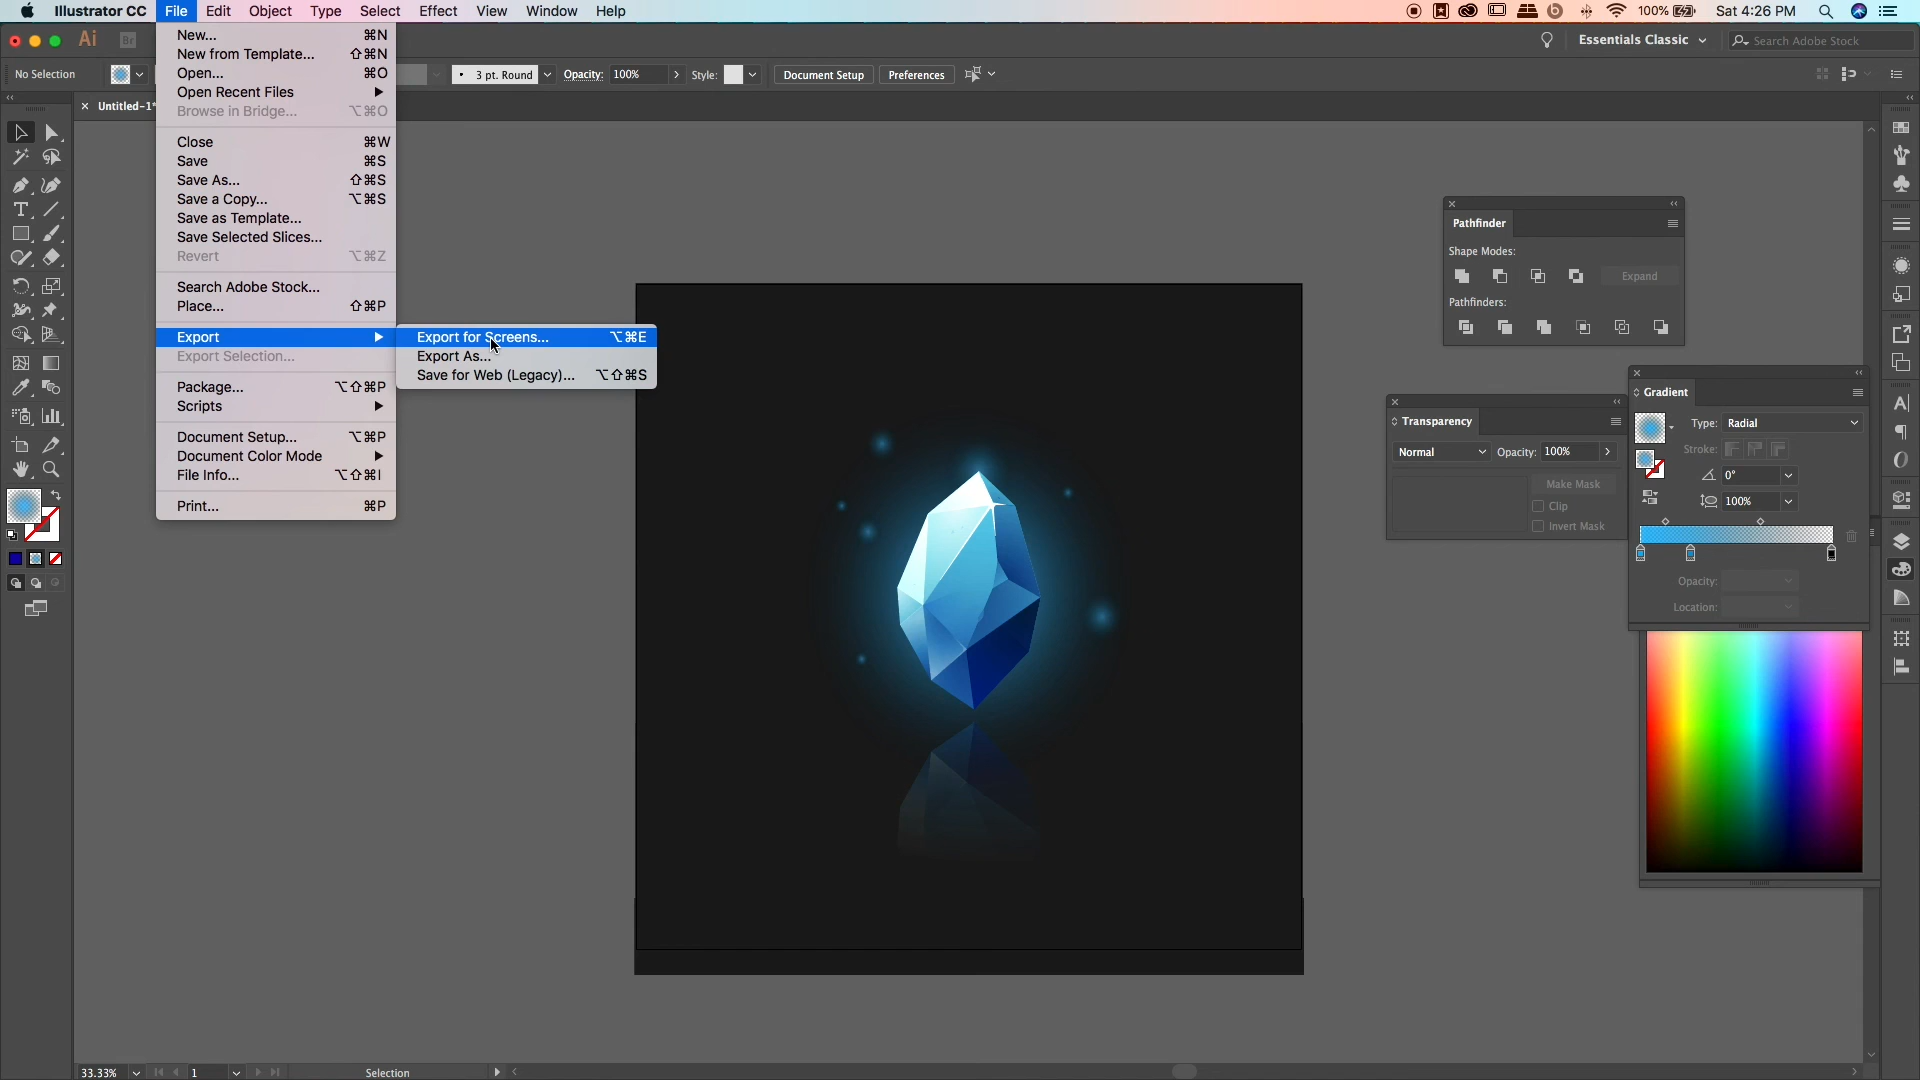 Illustrator CC File Edit Object Type Select Effect View Window Help 100% Sat 4:26 PM
Ai Br Essentials Classic Search Adobe Stock
No Selection 3 pt. Round Opacity: 100% Style: Document Setup Preferences
× Untitled-1*
New... ⌘N
New from Template... ⇧⌘N
Open... ⌘O
Open Recent Files
Browse in Bridge... ⌥⌘O
Close ⌘W
Save ⌘S
Save As... ⇧⌘S
Save a Copy... ⌥⌘S
Save as Template...
Save Selected Slices...
Revert ⌥⌘Z
Search Adobe Stock...
Place... ⇧⌘P
Export
Export Selection...
Package... ⌥⇧⌘P
Scripts
Document Setup... ⌥⌘P
Document Color Mode
File Info... ⌥⇧⌘I
Print... ⌘P
Export for Screens... ⌥⌘E
Export As...
Save for Web (Legacy)... ⌥⇧⌘S
Pathfinder
Shape Modes:
Expand
Pathfinders:
Transparency
Normal Opacity: 100%
Make Mask
Clip
Invert Mask
Gradient
Type: Radial
Stroke:
0°
100%
Opacity:
Location:
33.33% 1 Selection